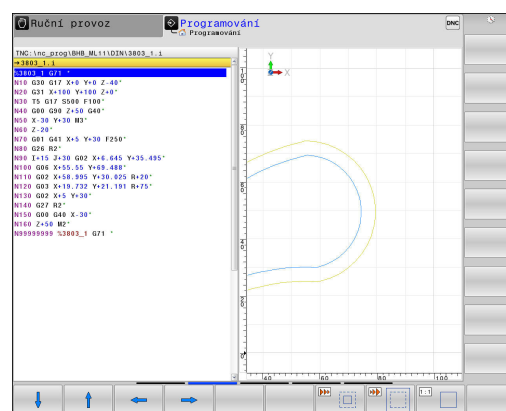 Ruční provoz
Programování
Programování
DNC
TNC:\nc_prog\BHB_ML11\DIN\3803_1.i
→3803_1.i
%3803_1 G71 *
N10 G30 G17 X+0 Y+0 Z-40*
N20 G31 X+100 Y+100 Z+0*
N30 T5 G17 S500 F100*
N40 G00 G90 Z+50 G40*
N50 X-30 Y+30 M3*
N60 Z-20*
N70 G01 G41 X+5 Y+30 F250*
N80 G26 R2*
N90 I+15 J+30 G02 X+6.645 Y+35.495*
N100 G06 X+55.55 Y+69.488*
N110 G02 X+58.995 Y+30.025 R+20*
N120 G03 X+19.732 Y+21.191 R+75*
N130 G02 X+5 Y+30*
N140 G27 R2*
N150 G00 G40 X-30*
N160 Z+50 M2*
N99999999 %3803_1 G71 *
Y
X
40
60
80
100
1:1